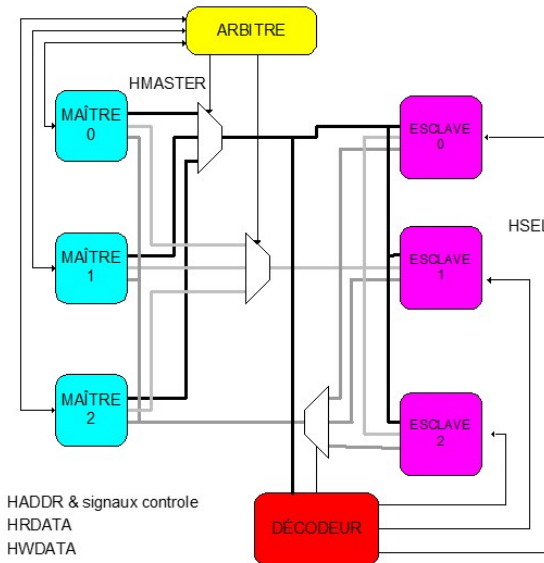 ARBITRE
HMASTER
MAÎTRE
0
ESCLAVE
0
HSEL
MAÎTRE
1
ESCLAVE
1
MAÎTRE
2
ESCLAVE
2
HADDR & signaux controle
HRDATA
HWDATA
DÉCODEUR